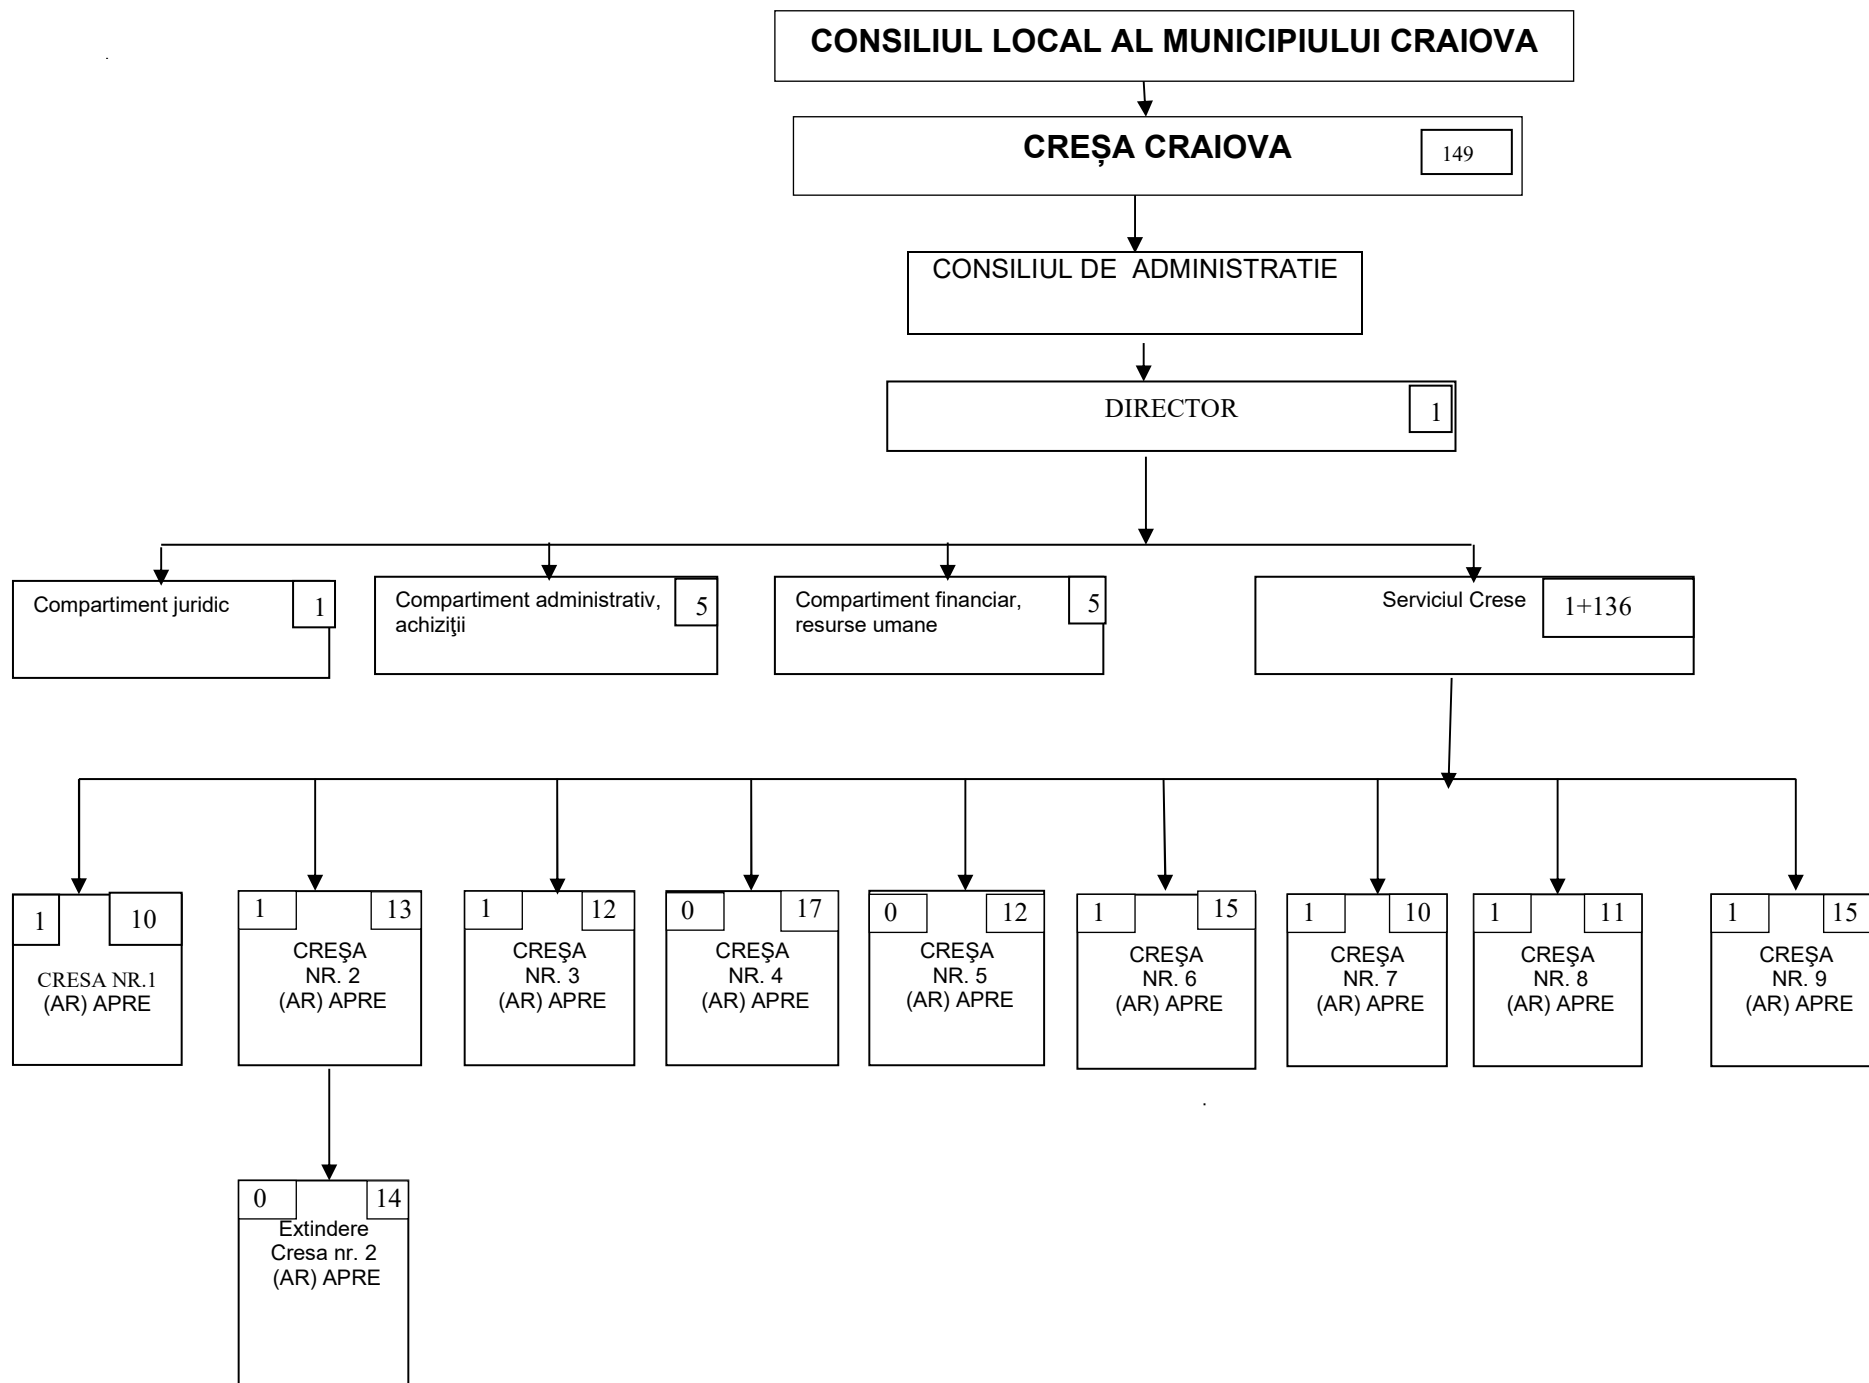 CONSILIUL LOCAL AL MUNICIPIULUI CRAIOVA
CREȘA CRAIOVA
149
CONSILIUL DE ADMINISTRATIE
DIRECTOR
1
Compartiment juridic
1
Compartiment administrativ,
achiziţii
5
Compartiment financiar,
resurse umane
5
Serviciul Crese
1+136
1
10
CRESA NR.1
(AR) APRE
1
13
CREŞA
NR. 2
(AR) APRE
1
12
CREŞA
NR. 3
(AR) APRE
0
17
CREŞA
NR. 4
(AR) APRE
0
12
CREŞA
NR. 5
(AR) APRE
1
15
CREŞA
NR. 6
(AR) APRE
1
10
CREŞA
NR. 7
(AR) APRE
1
11
CREŞA
NR. 8
(AR) APRE
1
15
CREŞA
NR. 9
(AR) APRE
0
14
Extindere
Cresa nr. 2
(AR) APRE